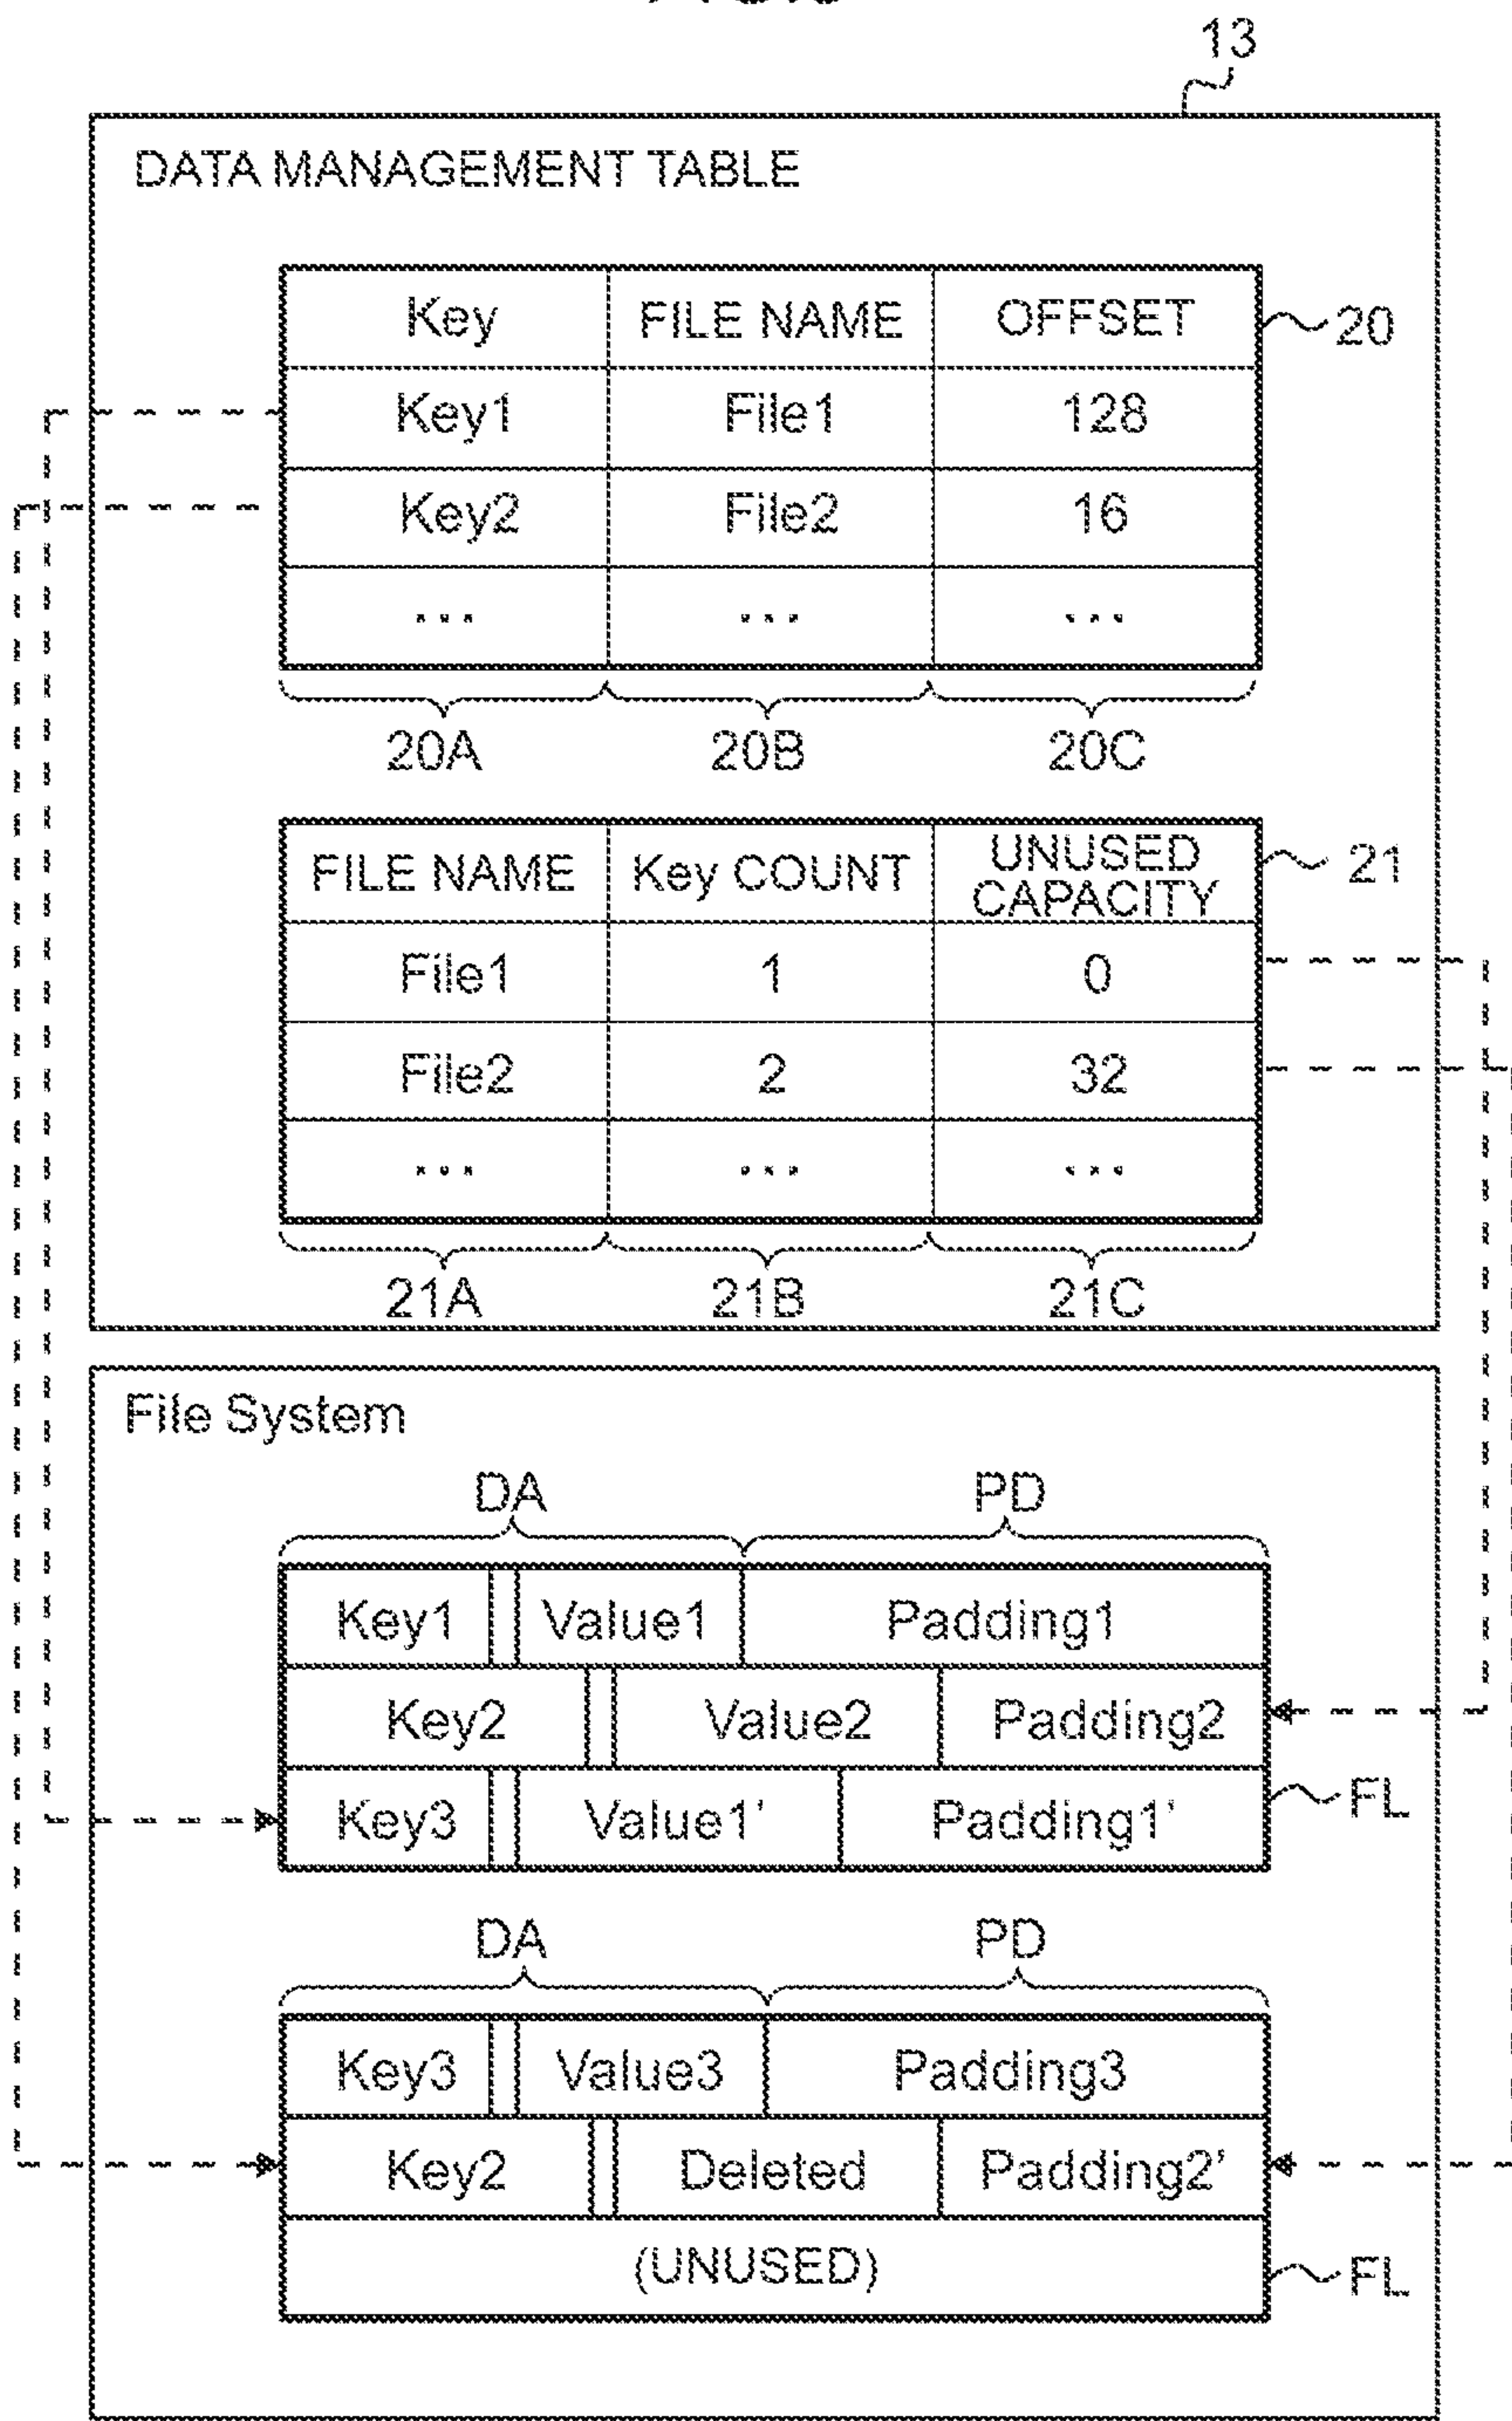 13
DATA MANAGEMENT TABLE
Key FILE NAME OFFSET 20
Key1 File1 128
Key2 File2 16
... ... ...
20A 20B 20C
FILE NAME Key COUNT UNUSED CAPACITY 21
File1 1 0
File2 2 32
... ... ...
21A 21B 21C
File System
DA PD
Key1 Value1 Padding1
Key2 Value2 Padding2
Key3 Value1' Padding1' FL
DA PD
Key3 Value3 Padding3
Key2 Deleted Padding2'
(UNUSED) FL